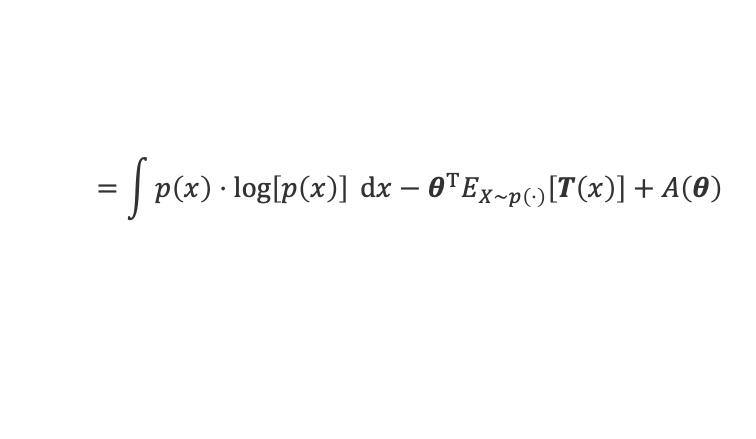 = ∫ p(x) · log[p(x)] dx − 𝜽ᵀE_{X~p(·)}[𝑻(x)] + A(𝜽)